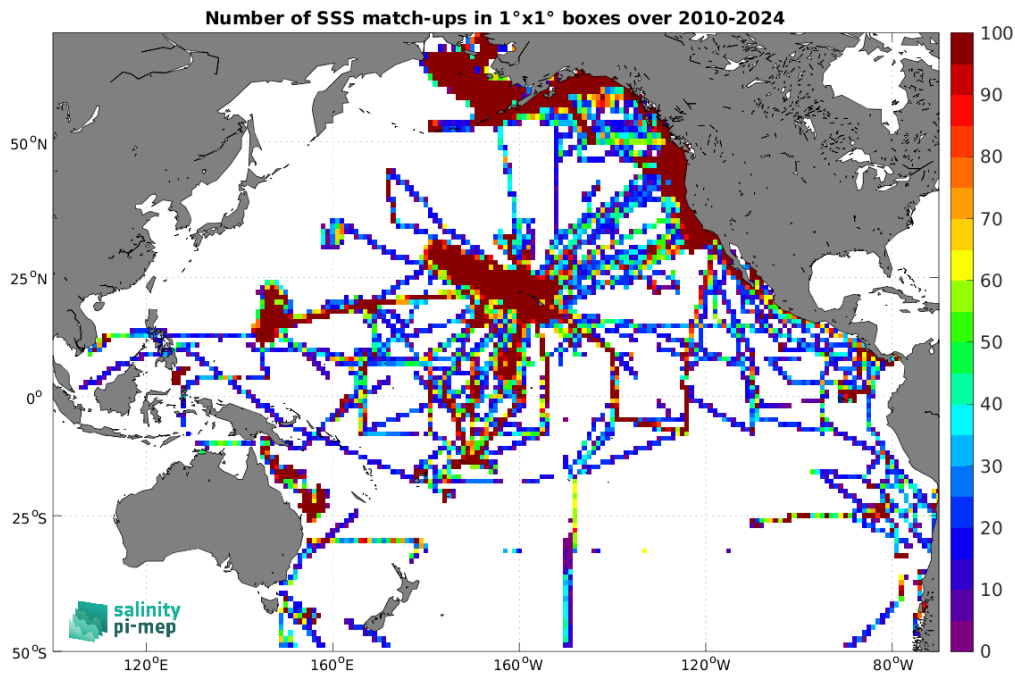 Number of SSS match-ups in 1°x1° boxes over 2010-2024
100
90
80
70
60
50
40
30
20
10
0
50°N
25°N
0°
25°S
50°S
120°E
160°E
160°W
120°W
80°W
salinity
pi-mep